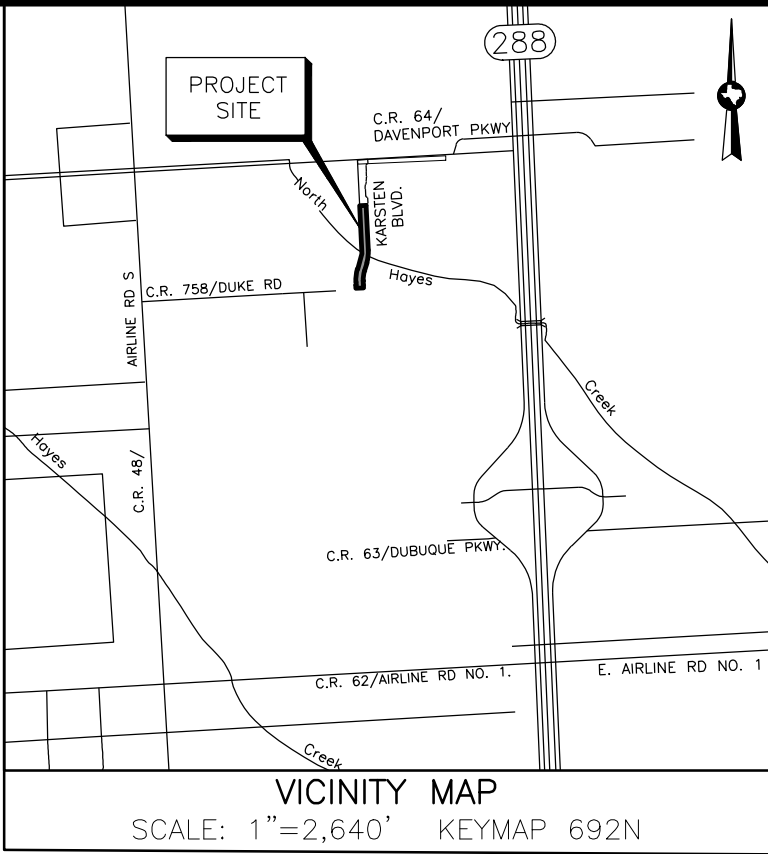 288
PROJECT
SITE
C.R. 64/
DAVENPORT PKWY
North
KARSTEN
BLVD.
Hayes
C.R. 758/DUKE RD
AIRLINE RD S
Creek
Hayes
C.R. 48/
C.R. 63/DUBUQUE PKWY.
C.R. 62/AIRLINE RD NO. 1.
E. AIRLINE RD NO. 1
Creek
VICINITY MAP
SCALE: 1"=2,640' KEYMAP 692N